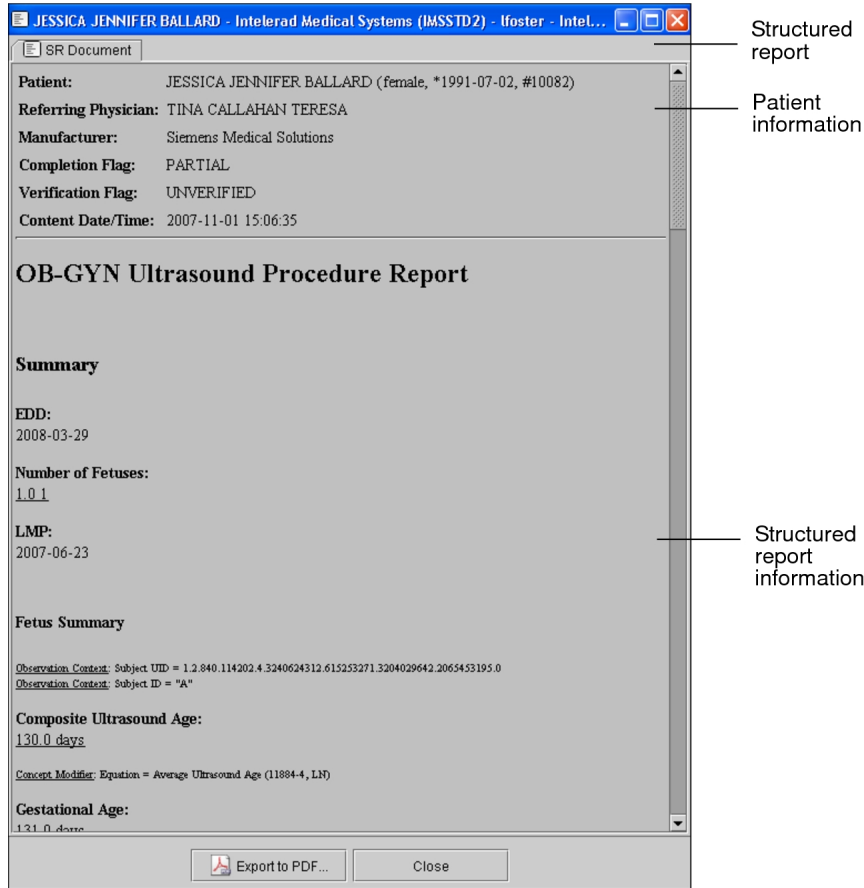 JESSICA JENNIFER BALLARD - Intelerad Medical Systems (IMSSTD2) - lfoster - Intel...
SR Document
Patient: JESSICA JENNIFER BALLARD (female, *1991-07-02, #10082)
Referring Physician: TINA CALLAHAN TERESA
Manufacturer: Siemens Medical Solutions
Completion Flag: PARTIAL
Verification Flag: UNVERIFIED
Content Date/Time: 2007-11-01 15:06:35
OB-GYN Ultrasound Procedure Report
Summary
EDD:
2008-03-29
Number of Fetuses:
1.0 1
LMP:
2007-06-23
Fetus Summary
Observation Context: Subject UID = 1.2.840.114202.4.3240624312.615253271.3204029642.2065453195.0
Observation Context: Subject ID = "A"
Composite Ultrasound Age:
130.0 days
Concept Modifier: Equation = Average Ultrasound Age (11884-4, LN)
Gestational Age:
131.0 days
Export to PDF...
Close
Structured
report
Patient
information
Structured
report
information